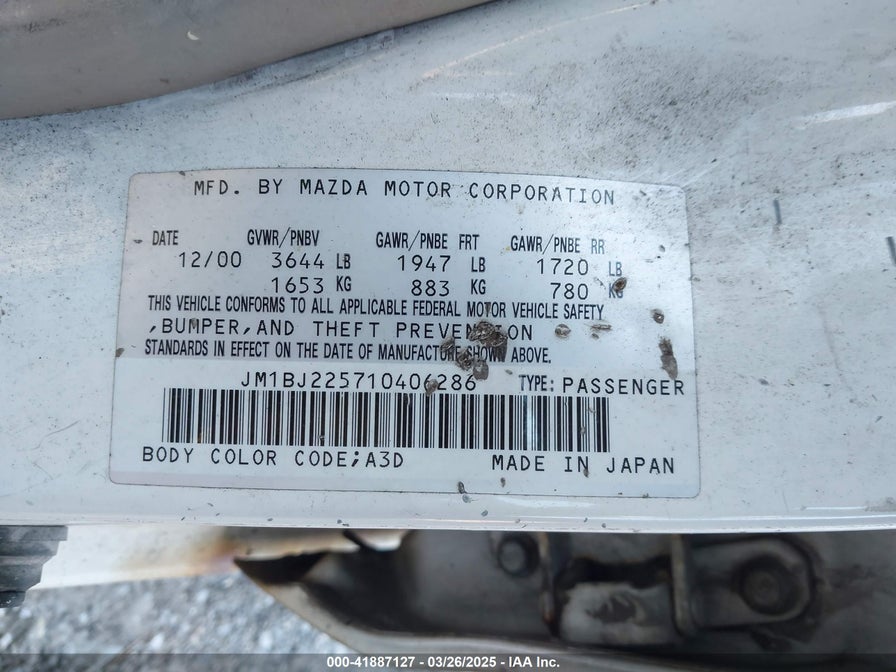 MFD. BY MAZDA MOTOR CORPORATION
DATE GVWR/PNBV GAWR/PNBE FRT GAWR/PNBE RR
12/00 3644 LB 1947 LB 1720 LB
1653 KG 883 KG 780 KG
THIS VEHICLE CONFORMS TO ALL APPLICABLE FEDERAL MOTOR VEHICLE SAFETY
,BUMPER,AND THEFT PREVENTION
STANDARDS IN EFFECT ON THE DATE OF MANUFACTURE SHOWN ABOVE.
JM1BJ225710406286 TYPE: PASSENGER
BODY COLOR CODE;A3D MADE IN JAPAN
000-41887127 - 03/26/2025 - IAA Inc.